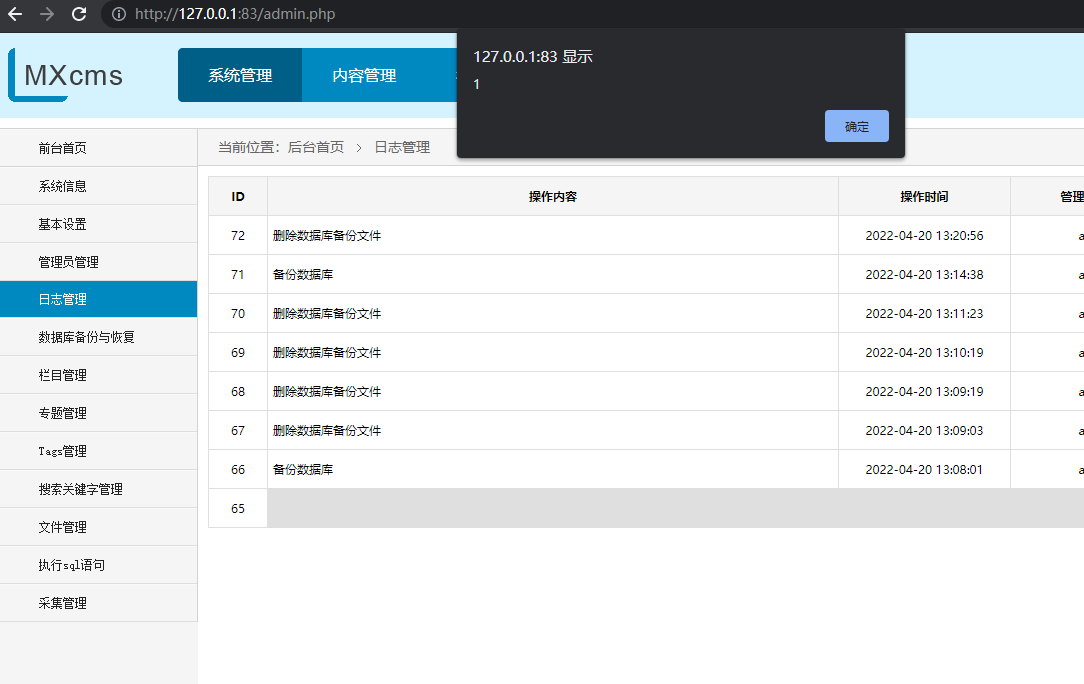 http://127.0.0.1:83/admin.php
127.0.0.1:83 显示
1
确定
MXcms
系统管理 内容管理
前台首页
系统信息
基本设置
管理员管理
日志管理
数据库备份与恢复
栏目管理
专题管理
Tags管理
搜索关键字管理
文件管理
执行sql语句
采集管理
当前位置: 后台首页 > 日志管理
ID 操作内容 操作时间 管理
72 删除数据库备份文件 2022-04-20 13:20:56 a
71 备份数据库 2022-04-20 13:14:38 a
70 删除数据库备份文件 2022-04-20 13:11:23 a
69 删除数据库备份文件 2022-04-20 13:10:19 a
68 删除数据库备份文件 2022-04-20 13:09:19 a
67 删除数据库备份文件 2022-04-20 13:09:03 a
66 备份数据库 2022-04-20 13:08:01 a
65